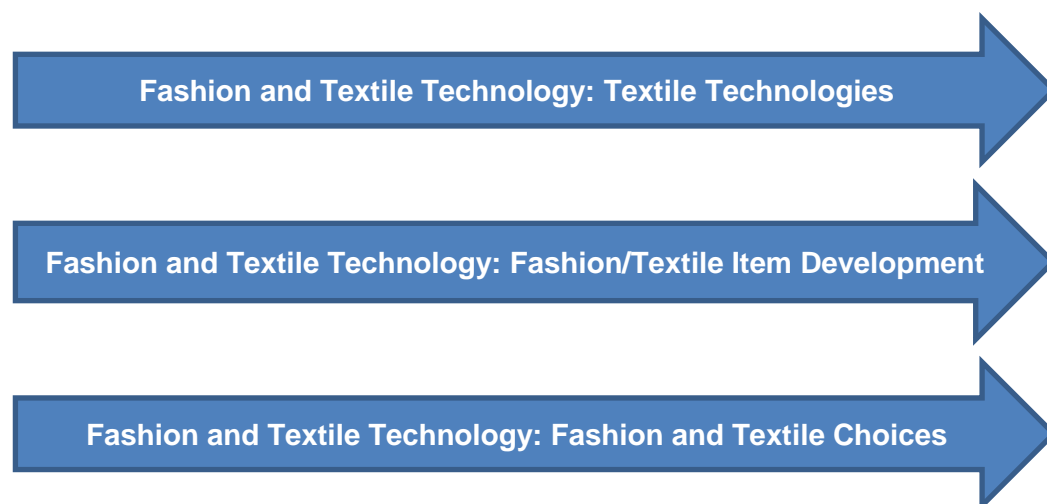 Fashion and Textile Technology: Textile Technologies
Fashion and Textile Technology: Fashion/Textile Item Development
Fashion and Textile Technology: Fashion and Textile Choices